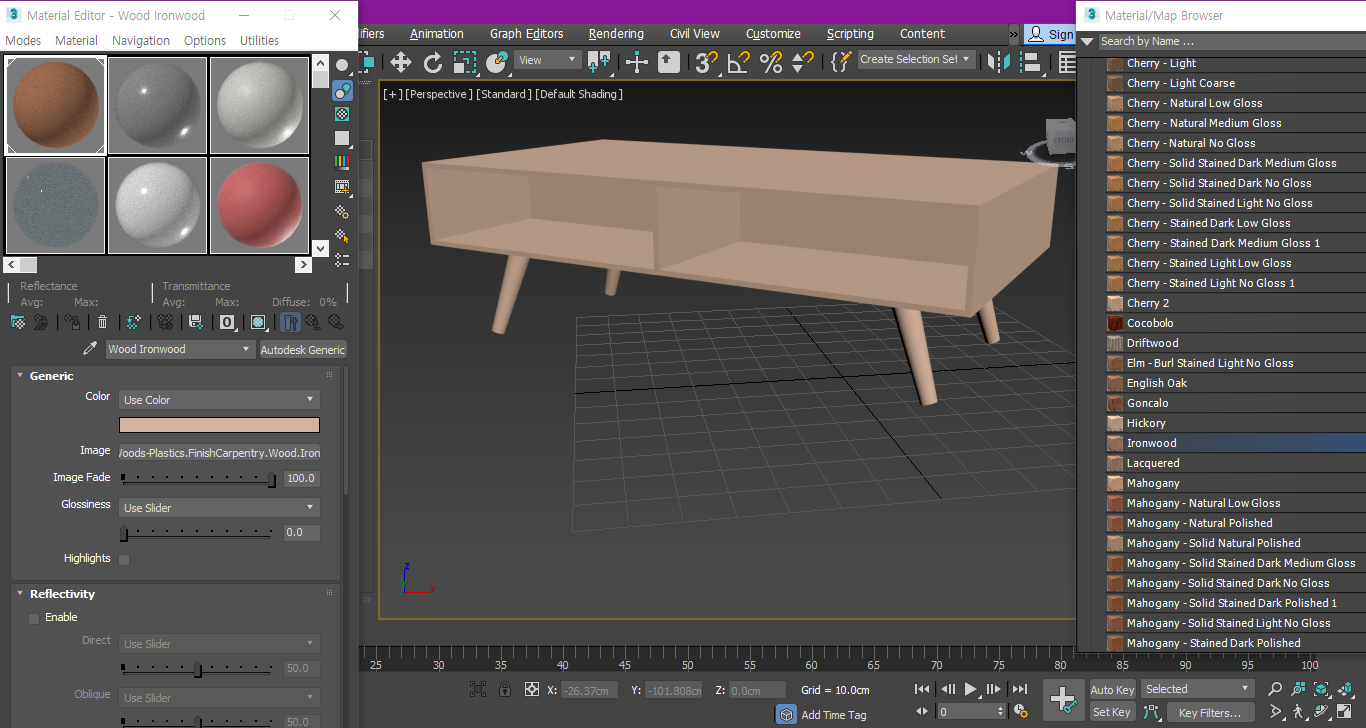 Material Editor - Wood Ironwood
Modes Material Navigation Options Utilities
Reflectance Transmittance
Avg: Max: Avg: Max: Diffuse: 0%
Wood Ironwood Autodesk Generic
Generic
Color Use Color
Image /oods-Plastics.FinishCarpentry.Wood.Iron
Image Fade 100.0
Glossiness Use Slider
0.0
Highlights
Reflectivity
Enable
Direct Use Slider
50.0
Oblique Use Slider
50.0
ifiers Animation Graph Editors Rendering Civil View Customize Scripting Content » Sign
View Create Selection Set
[+] [Perspective] [Standard] [Default Shading]
FRONT
z
x
25 30 35 40 45 50 55 60 65 70 75 80 85 90 95 100
X: -26.37cm Y: -101.808cm Z: 0.0cm Grid = 10.0cm
Auto Key Selected
Add Time Tag 0 Set Key Key Filters...
Material/Map Browser
Search by Name ...
Cherry - Light
Cherry - Light Coarse
Cherry - Natural Low Gloss
Cherry - Natural Medium Gloss
Cherry - Natural No Gloss
Cherry - Solid Stained Dark Medium Gloss
Cherry - Solid Stained Dark No Gloss
Cherry - Solid Stained Light No Gloss
Cherry - Stained Dark Low Gloss
Cherry - Stained Dark Medium Gloss 1
Cherry - Stained Light Low Gloss
Cherry - Stained Light No Gloss 1
Cherry 2
Cocobolo
Driftwood
Elm - Burl Stained Light No Gloss
English Oak
Goncalo
Hickory
Ironwood
Lacquered
Mahogany
Mahogany - Natural Low Gloss
Mahogany - Natural Polished
Mahogany - Solid Natural Polished
Mahogany - Solid Stained Dark Medium Gloss
Mahogany - Solid Stained Dark No Gloss
Mahogany - Solid Stained Dark Polished 1
Mahogany - Solid Stained Light No Gloss
Mahogany - Stained Dark Polished